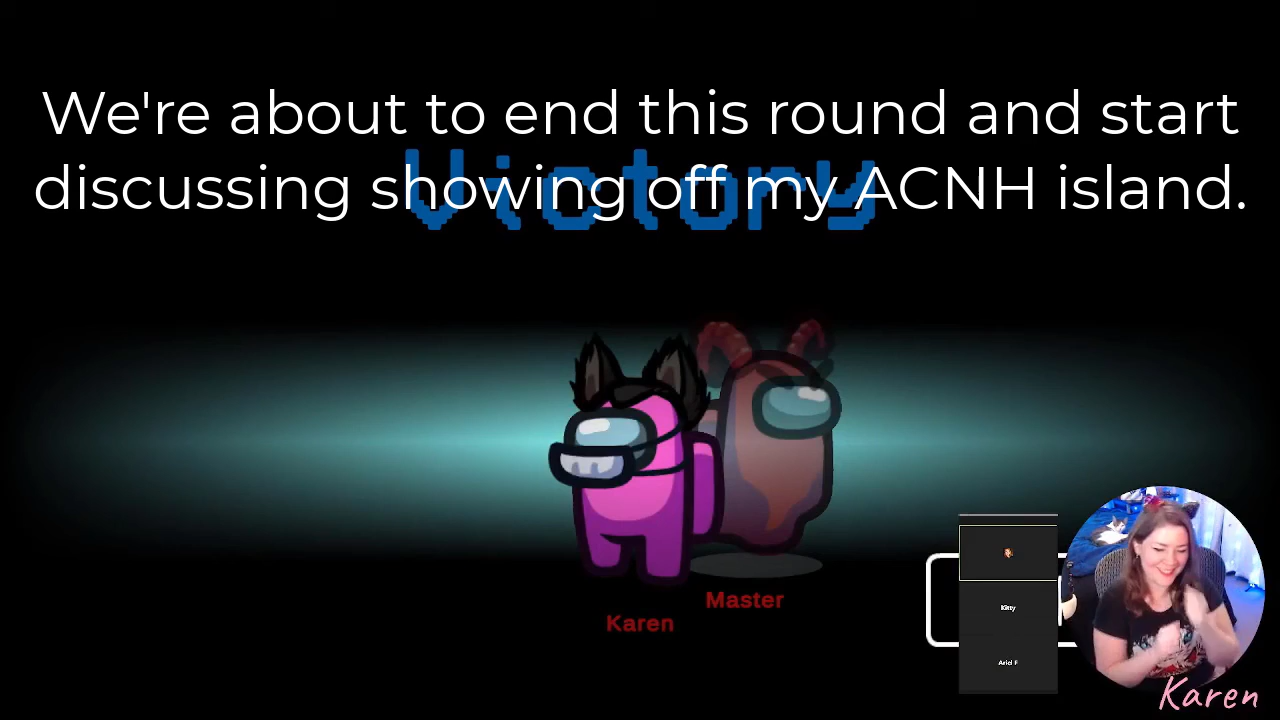 We're about to end this round and start
Victory
discussing showing off my ACNH island.
Master
Karen
Kitty
Ariel F
Karen